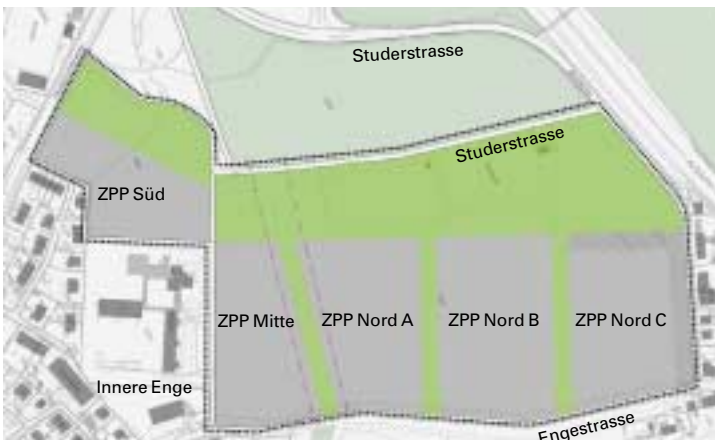 Studerstrasse
Studerstrasse
ZPP Süd
ZPP Mitte
ZPP Nord A
ZPP Nord B
ZPP Nord C
Innere Enge
Engestrasse